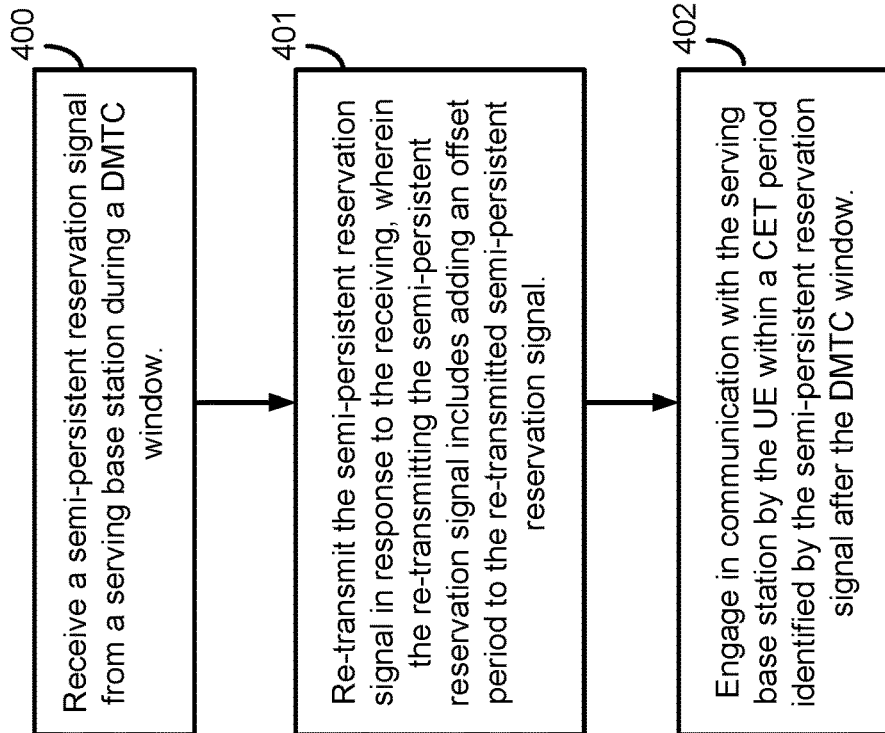 400
Receive a semi-persistent reservation signal
from a serving base station during a DMTC
window.
401
Re-transmit the semi-persistent reservation
signal in response to the receiving, wherein
the re-transmitting the semi-persistent
reservation signal includes adding an offset
period to the re-transmitted semi-persistent
reservation signal.
402
Engage in communication with the serving
base station by the UE within a CET period
identified by the semi-persistent reservation
signal after the DMTC window.